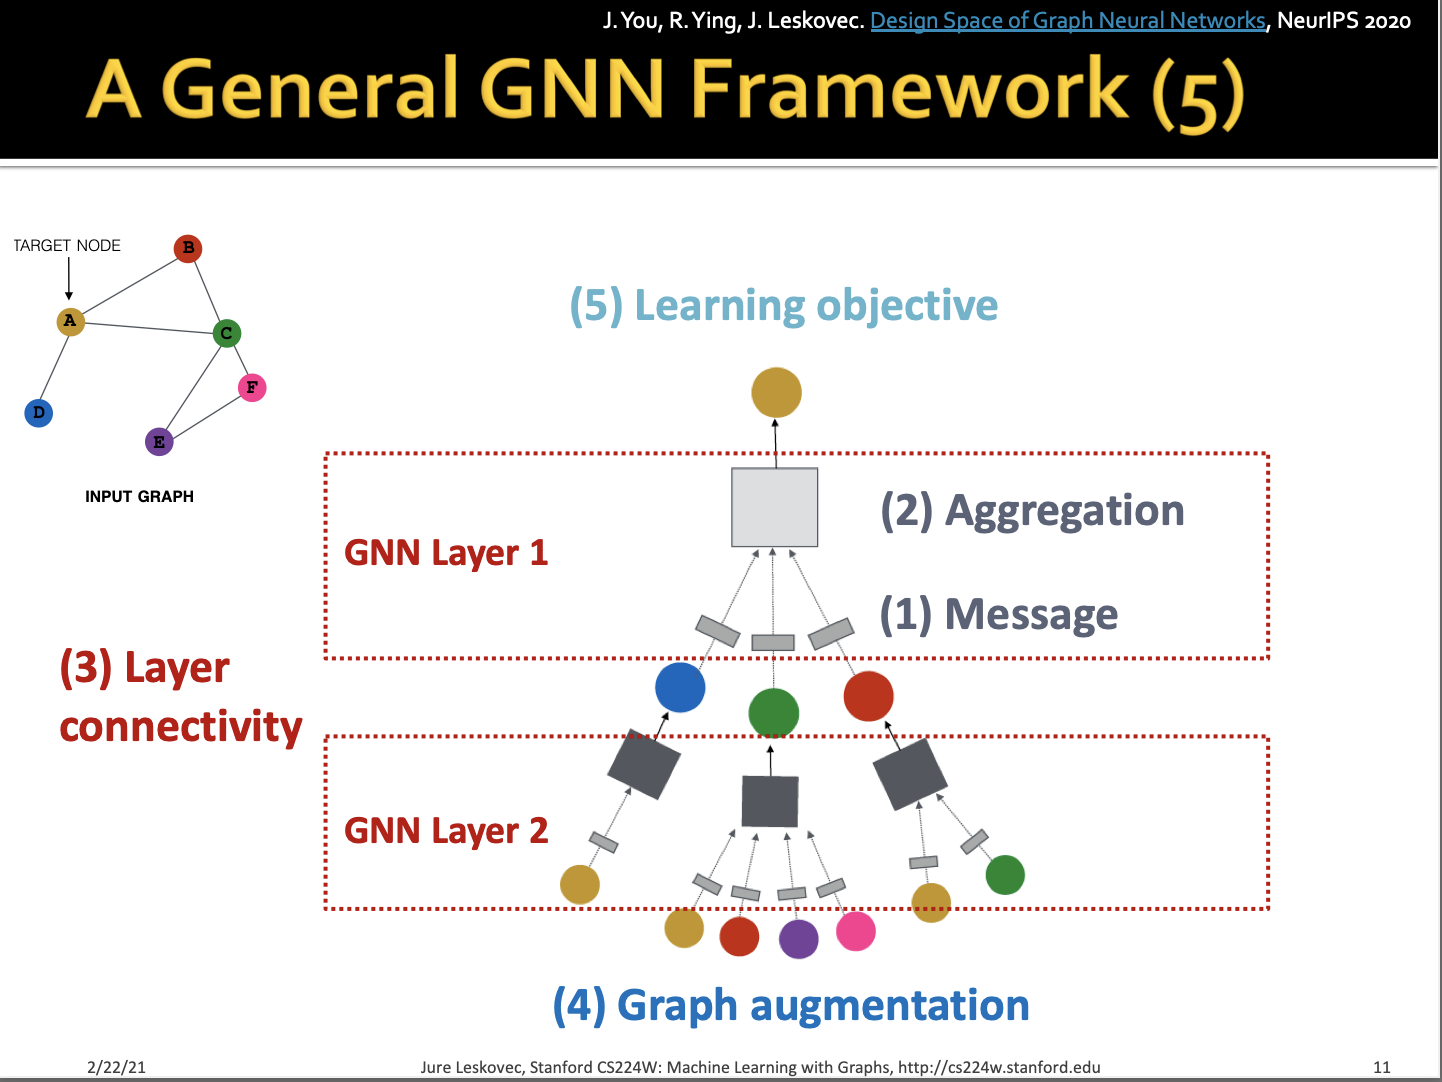 J. You, R. Ying, J. Leskovec. Design Space of Graph Neural Networks, NeurIPS 2020
A General GNN Framework (5)
TARGET NODE
B
A
C
F
D
E
INPUT GRAPH
(5) Learning objective
GNN Layer 1
(2) Aggregation
(1) Message
(3) Layer
connectivity
GNN Layer 2
(4) Graph augmentation
2/22/21
Jure Leskovec, Stanford CS224W: Machine Learning with Graphs, http://cs224w.stanford.edu
11